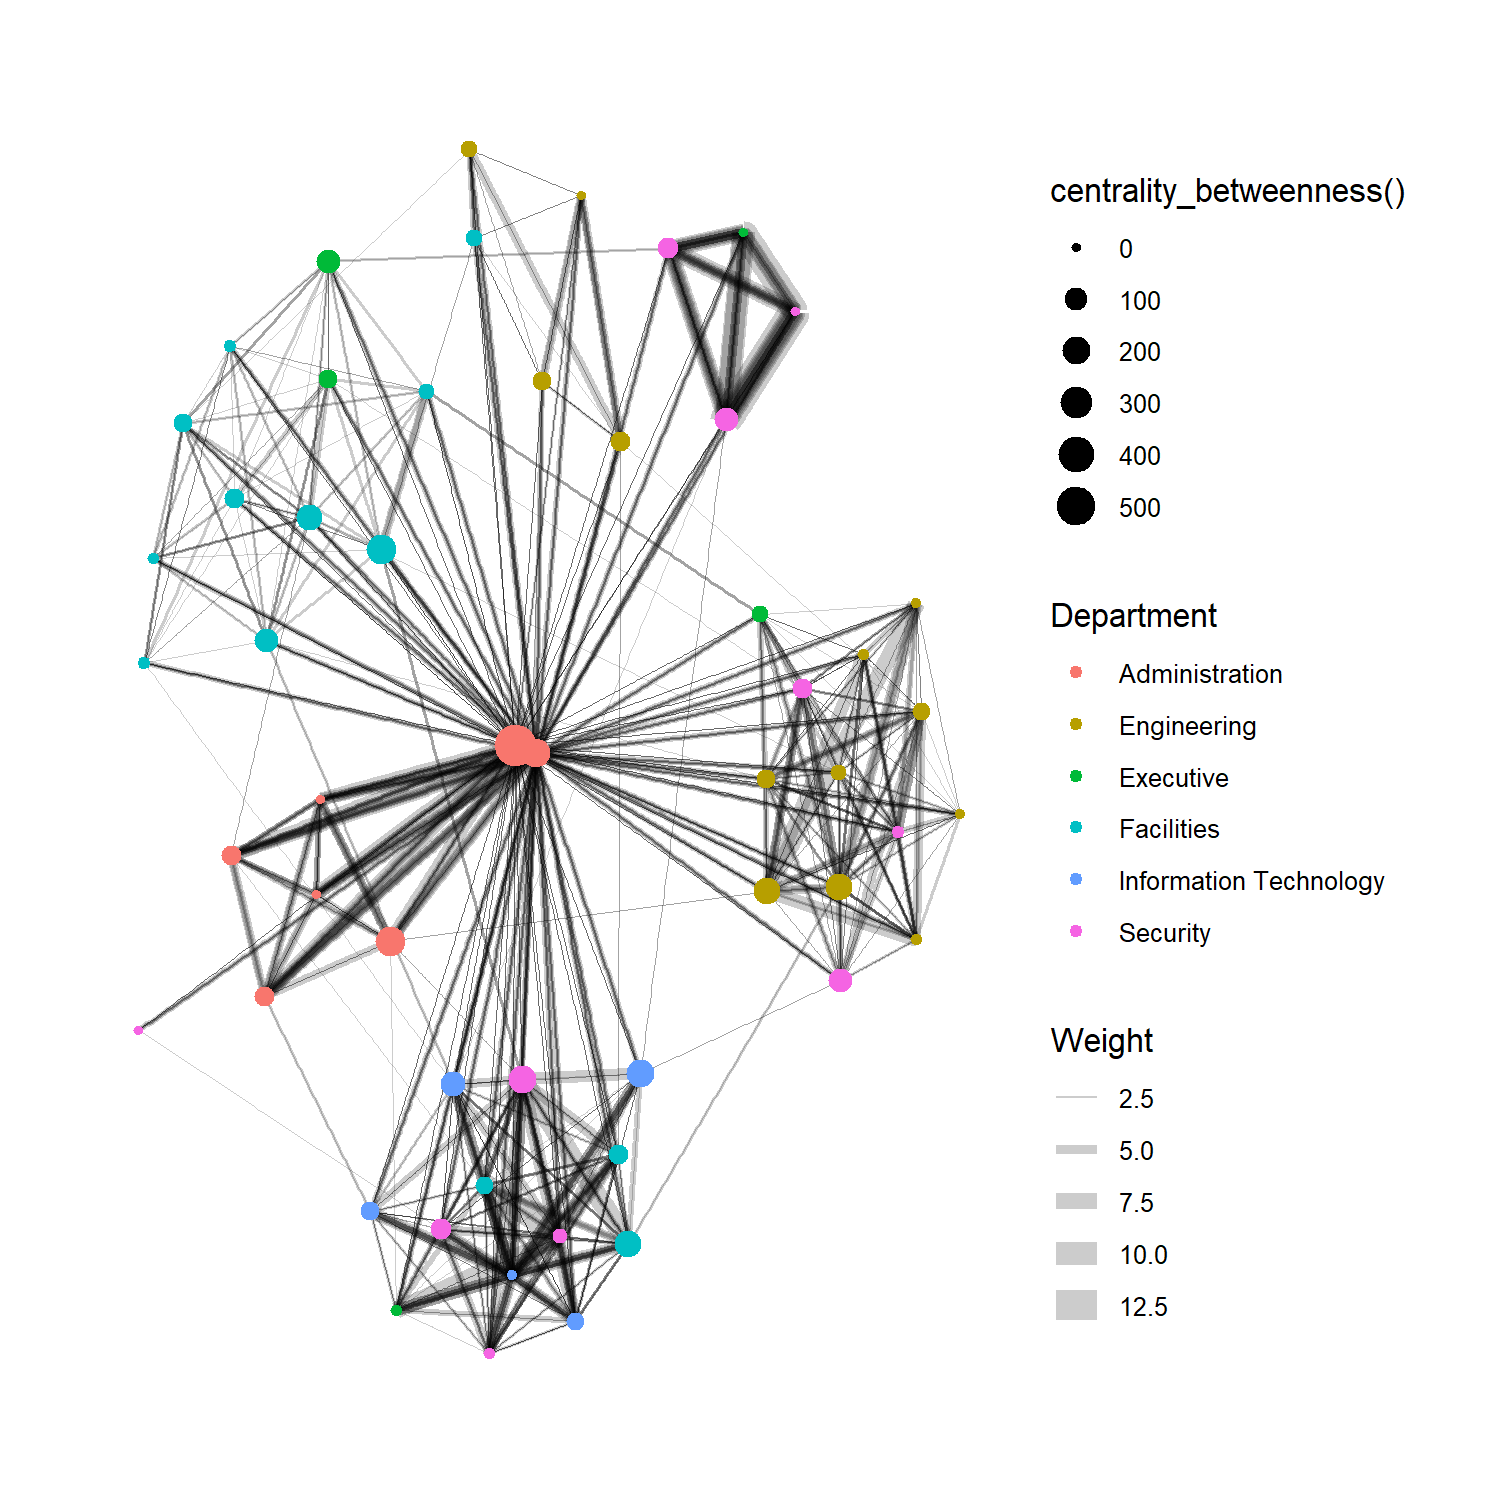 centrality_betweenness()
0
100
200
300
400
500
Department
Administration
Engineering
Executive
Facilities
Information Technology
Security
Weight
2.5
5.0
7.5
10.0
12.5